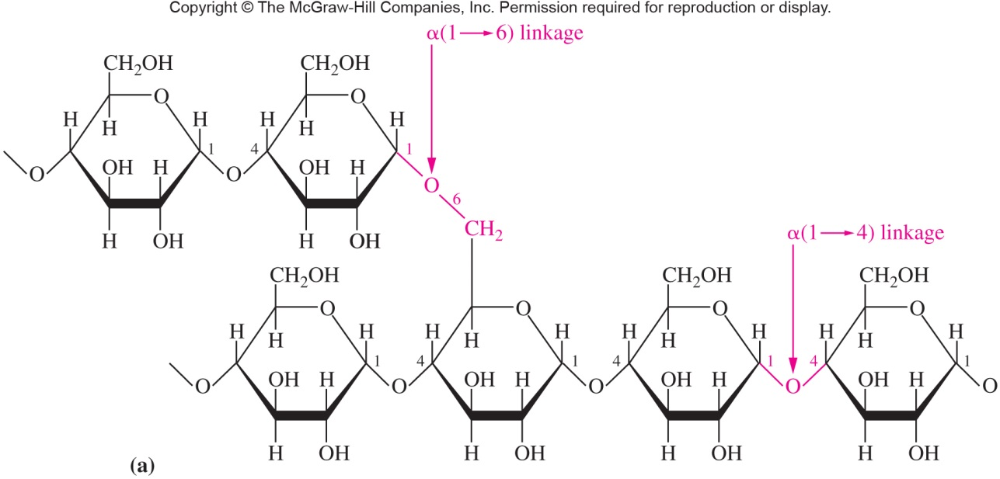 Copyright © The McGraw-Hill Companies, Inc. Permission required for reproduction or display.
α(1→6) linkage
CH₂OH CH₂OH
O O
H H H H
H H
1 4 1
OH H OH H
O O O
6
H OH H OH
CH₂
α(1→4) linkage
CH₂OH CH₂OH CH₂OH
O O O O
H H H H H H H H
H H H H
1 4 1 4 1 4 1
OH H OH H OH H OH H
O O O O O
H OH H OH H OH H OH
(a)